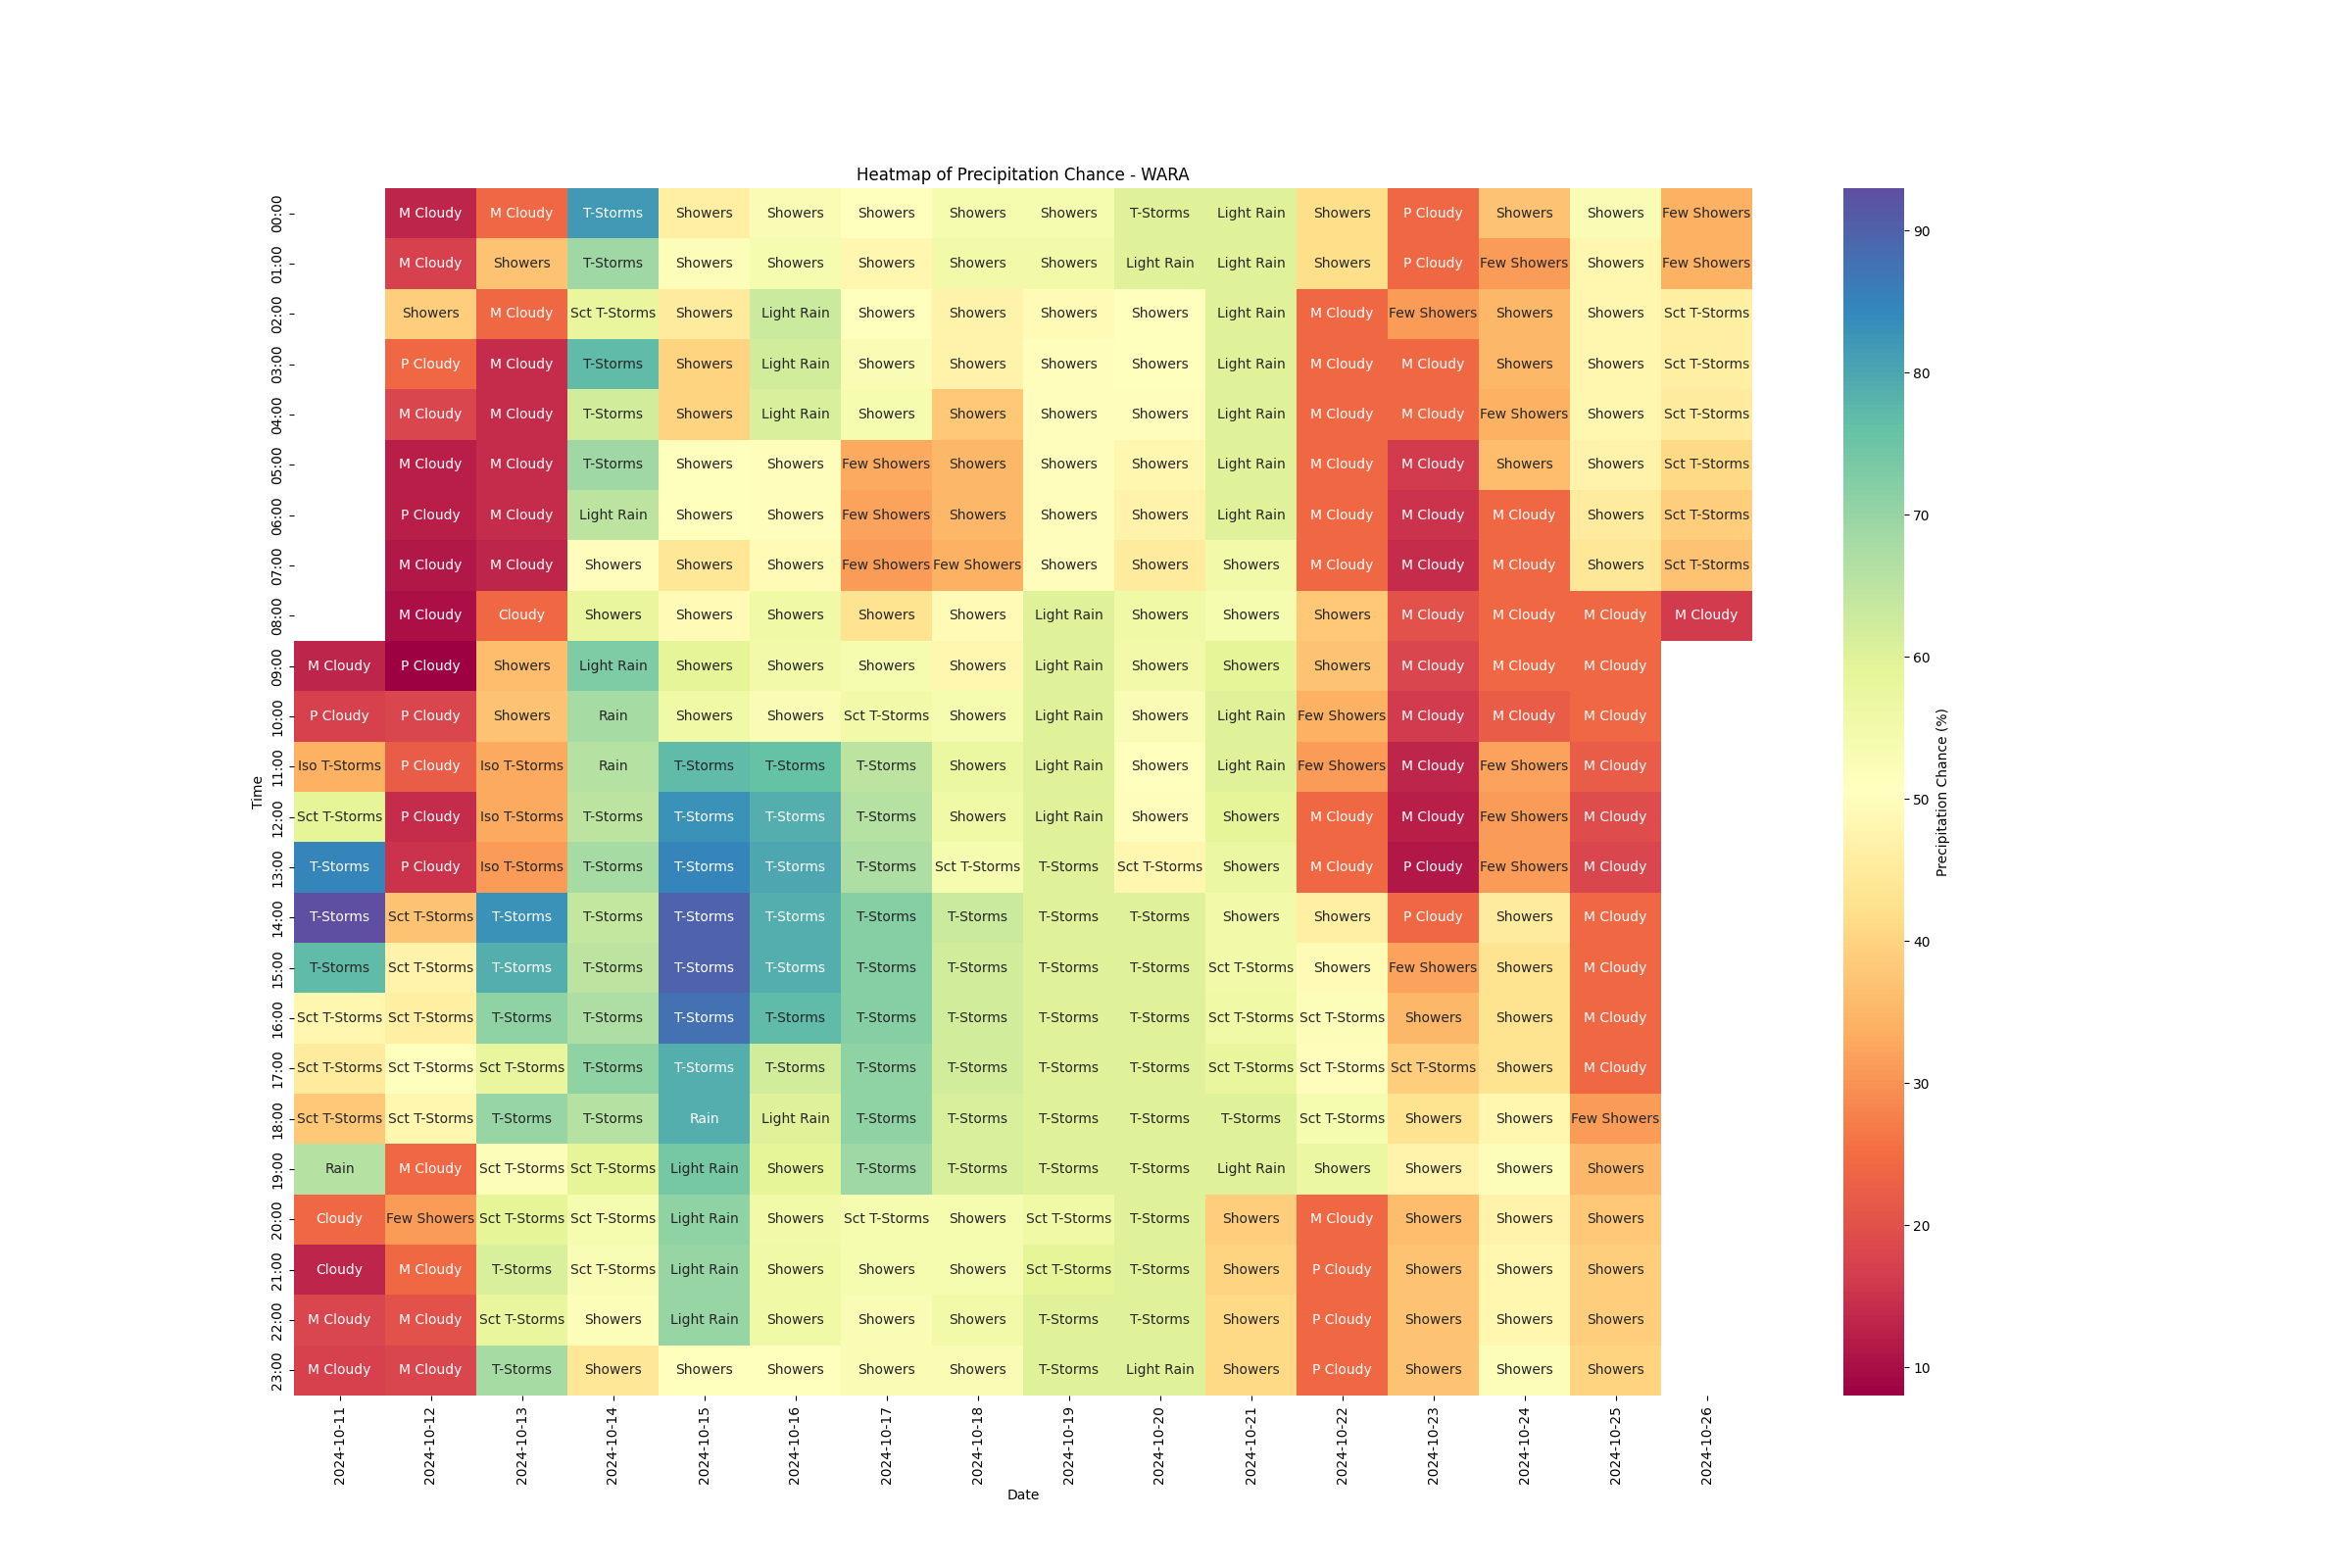 Heatmap of Precipitation Chance - WARA
00:00 M Cloudy M Cloudy T-Storms Showers Showers Showers Showers Showers T-Storms Light Rain Showers P Cloudy Showers Showers Few Showers
01:00 M Cloudy Showers T-Storms Showers Showers Showers Showers Showers Light Rain Light Rain Showers P Cloudy Few Showers Showers Few Showers
02:00 Showers M Cloudy Sct T-Storms Showers Light Rain Showers Showers Showers Showers Light Rain M Cloudy Few Showers Showers Showers Sct T-Storms
03:00 P Cloudy M Cloudy T-Storms Showers Light Rain Showers Showers Showers Showers Light Rain M Cloudy M Cloudy Showers Showers Sct T-Storms
04:00 M Cloudy M Cloudy T-Storms Showers Light Rain Showers Showers Showers Showers Light Rain M Cloudy M Cloudy Few Showers Showers Sct T-Storms
05:00 M Cloudy M Cloudy T-Storms Showers Showers Few Showers Showers Showers Showers Light Rain M Cloudy M Cloudy Showers Showers Sct T-Storms
06:00 P Cloudy M Cloudy Light Rain Showers Showers Few Showers Showers Showers Showers Light Rain M Cloudy M Cloudy M Cloudy Showers Sct T-Storms
07:00 M Cloudy M Cloudy Showers Showers Showers Few Showers Few Showers Showers Showers Showers M Cloudy M Cloudy M Cloudy Showers Sct T-Storms
08:00 M Cloudy Cloudy Showers Showers Showers Showers Showers Light Rain Showers Showers Showers M Cloudy M Cloudy M Cloudy M Cloudy
09:00 M Cloudy P Cloudy Showers Light Rain Showers Showers Showers Showers Light Rain Showers Showers Showers M Cloudy M Cloudy M Cloudy
10:00 P Cloudy P Cloudy Showers Rain Showers Showers Sct T-Storms Showers Light Rain Showers Light Rain Few Showers M Cloudy M Cloudy M Cloudy
11:00 Iso T-Storms P Cloudy Iso T-Storms Rain T-Storms T-Storms T-Storms Showers Light Rain Showers Light Rain Few Showers M Cloudy Few Showers M Cloudy
12:00 Sct T-Storms P Cloudy Iso T-Storms T-Storms T-Storms T-Storms T-Storms Showers Light Rain Showers Showers M Cloudy M Cloudy Few Showers M Cloudy
13:00 T-Storms P Cloudy Iso T-Storms T-Storms T-Storms T-Storms T-Storms Sct T-Storms T-Storms Sct T-Storms Showers M Cloudy P Cloudy Few Showers M Cloudy
14:00 T-Storms Sct T-Storms T-Storms T-Storms T-Storms T-Storms T-Storms T-Storms T-Storms T-Storms Showers Showers P Cloudy Showers M Cloudy
15:00 T-Storms Sct T-Storms T-Storms T-Storms T-Storms T-Storms T-Storms T-Storms T-Storms T-Storms Sct T-Storms Showers Few Showers Showers M Cloudy
16:00 Sct T-Storms Sct T-Storms T-Storms T-Storms T-Storms T-Storms T-Storms T-Storms T-Storms T-Storms Sct T-Storms Sct T-Storms Showers Showers M Cloudy
17:00 Sct T-Storms Sct T-Storms Sct T-Storms T-Storms T-Storms T-Storms T-Storms T-Storms T-Storms T-Storms Sct T-Storms Sct T-Storms Sct T-Storms Showers M Cloudy
18:00 Sct T-Storms Sct T-Storms T-Storms T-Storms Rain Light Rain T-Storms T-Storms T-Storms T-Storms T-Storms Sct T-Storms Showers Showers Few Showers
19:00 Rain M Cloudy Sct T-Storms Sct T-Storms Light Rain Showers T-Storms T-Storms T-Storms T-Storms Light Rain Showers Showers Showers Showers
20:00 Cloudy Few Showers Sct T-Storms Sct T-Storms Light Rain Showers Sct T-Storms Showers Sct T-Storms T-Storms Showers M Cloudy Showers Showers Showers
21:00 Cloudy M Cloudy T-Storms Sct T-Storms Light Rain Showers Showers Showers Sct T-Storms T-Storms Showers P Cloudy Showers Showers Showers
22:00 M Cloudy M Cloudy Sct T-Storms Showers Light Rain Showers Showers Showers T-Storms T-Storms Showers P Cloudy Showers Showers Showers
23:00 M Cloudy M Cloudy T-Storms Showers Showers Showers Showers Showers T-Storms Light Rain Showers P Cloudy Showers Showers Showers
Time
2024-10-11 2024-10-12 2024-10-13 2024-10-14 2024-10-15 2024-10-16 2024-10-17 2024-10-18 2024-10-19 2024-10-20 2024-10-21 2024-10-22 2024-10-23 2024-10-24 2024-10-25 2024-10-26
Date
90
80
70
60
50
40
30
20
10
Precipitation Chance (%)